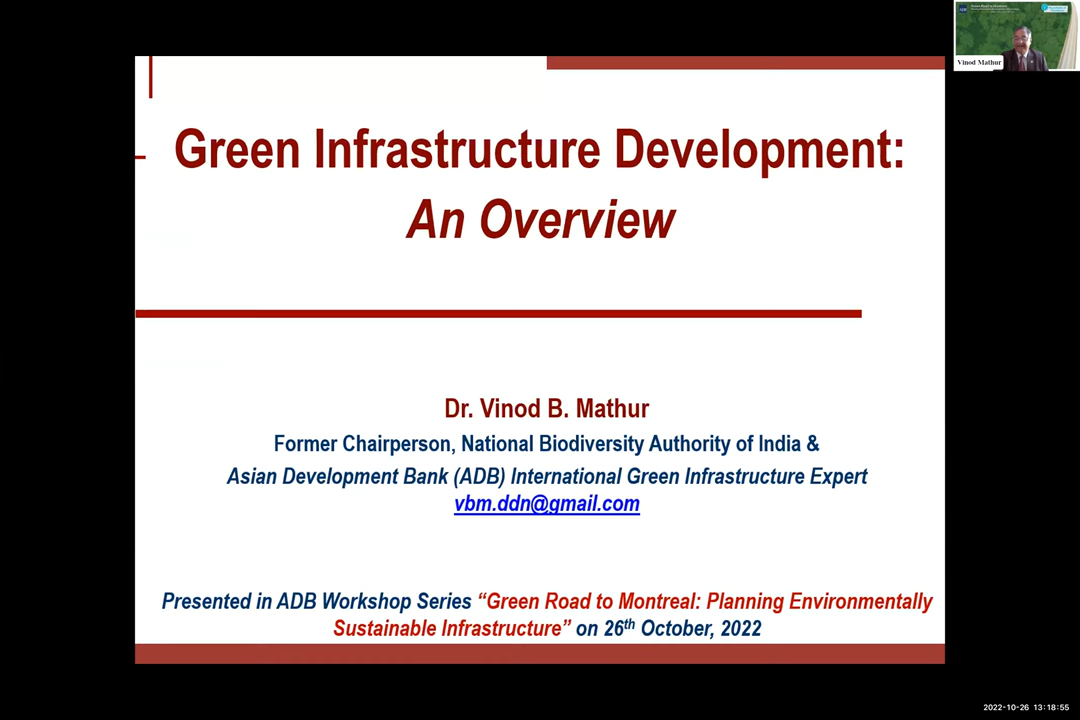 Vinod Mathur
Green Infrastructure Development:
An Overview
Dr. Vinod B. Mathur
Former Chairperson, National Biodiversity Authority of India &
Asian Development Bank (ADB) International Green Infrastructure Expert
vbm.ddn@gmail.com
Presented in ADB Workshop Series “Green Road to Montreal: Planning Environmentally
Sustainable Infrastructure” on 26th October, 2022
2022-10-26 13:18:55